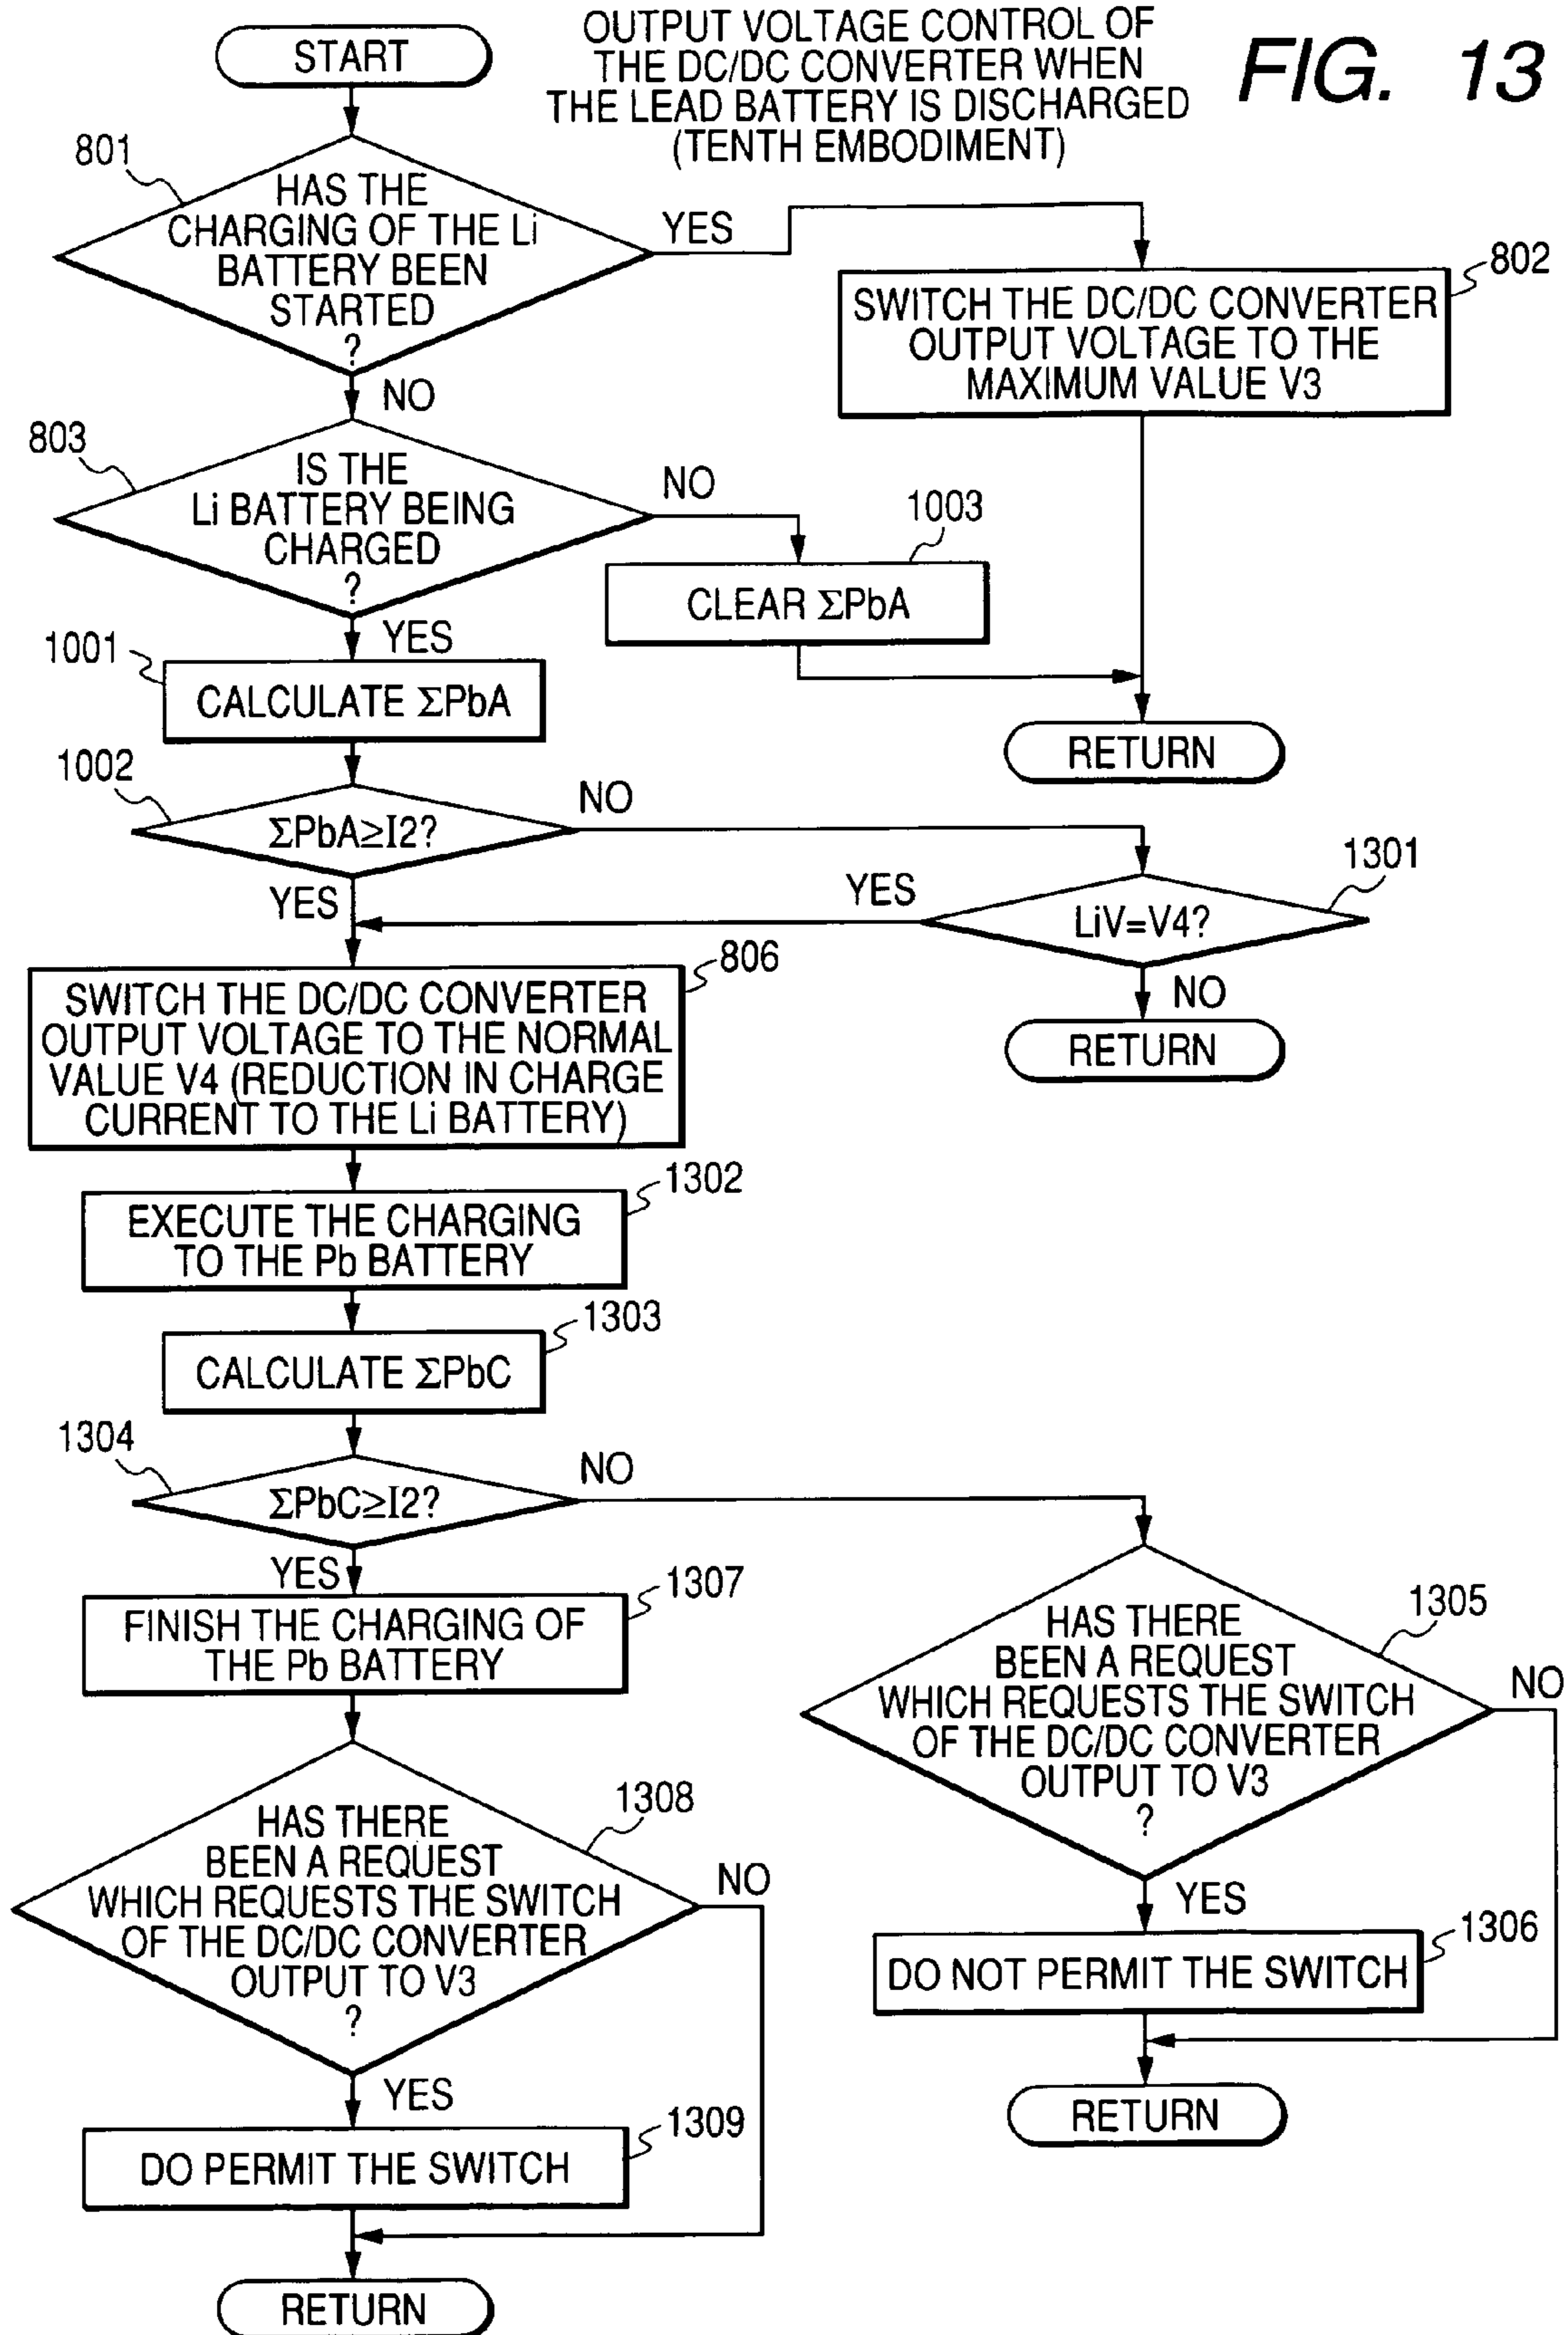 OUTPUT VOLTAGE CONTROL OF
THE DC/DC CONVERTER WHEN
THE LEAD BATTERY IS DISCHARGED
(TENTH EMBODIMENT)
FIG. 13
START
801
HAS THE
CHARGING OF THE Li
BATTERY BEEN
STARTED
?
YES
NO
802
SWITCH THE DC/DC CONVERTER
OUTPUT VOLTAGE TO THE
MAXIMUM VALUE V3
803
IS THE
Li BATTERY BEING
CHARGED
?
NO
YES
1003
CLEAR ΣPbA
RETURN
1001
CALCULATE ΣPbA
1002
ΣPbA≥I2?
NO
YES
1301
LiV=V4?
YES
NO
RETURN
806
SWITCH THE DC/DC CONVERTER
OUTPUT VOLTAGE TO THE NORMAL
VALUE V4 (REDUCTION IN CHARGE
CURRENT TO THE Li BATTERY)
1302
EXECUTE THE CHARGING
TO THE Pb BATTERY
1303
CALCULATE ΣPbC
1304
ΣPbC≥I2?
NO
YES
1305
HAS THERE
BEEN A REQUEST
WHICH REQUESTS THE SWITCH
OF THE DC/DC CONVERTER
OUTPUT TO V3
?
NO
YES
1306
DO NOT PERMIT THE SWITCH
RETURN
1307
FINISH THE CHARGING OF
THE Pb BATTERY
1308
HAS THERE
BEEN A REQUEST
WHICH REQUESTS THE SWITCH
OF THE DC/DC CONVERTER
OUTPUT TO V3
?
NO
YES
1309
DO PERMIT THE SWITCH
RETURN